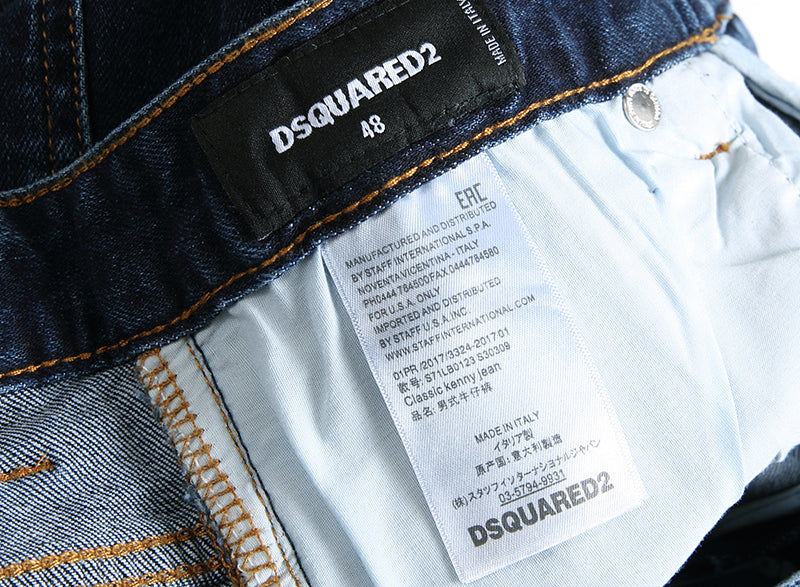 DSQUARED2
48
MADE IN ITALY
EAC
MANUFACTURED AND DISTRIBUTED
BY STAFF INTERNATIONAL S.P.A.
NOVENTA VICENTINA - ITALY
PH0444.784500FAX.0444784580
FOR U.S.A. ONLY
IMPORTED AND DISTRIBUTED
BY STAFF U.S.A. INC.
WWW.STAFFINTERNATIONAL.COM
01PR /2017/3324-2017 01
款号: S71LB0123 S30309
Classic kenny jean
品名: 男式牛仔裤
MADE IN ITALY
イタリア製
原产国: 意大利製造
(株) スタッフインターナショナルジャパン
03-5794-9931
DSQUARED2